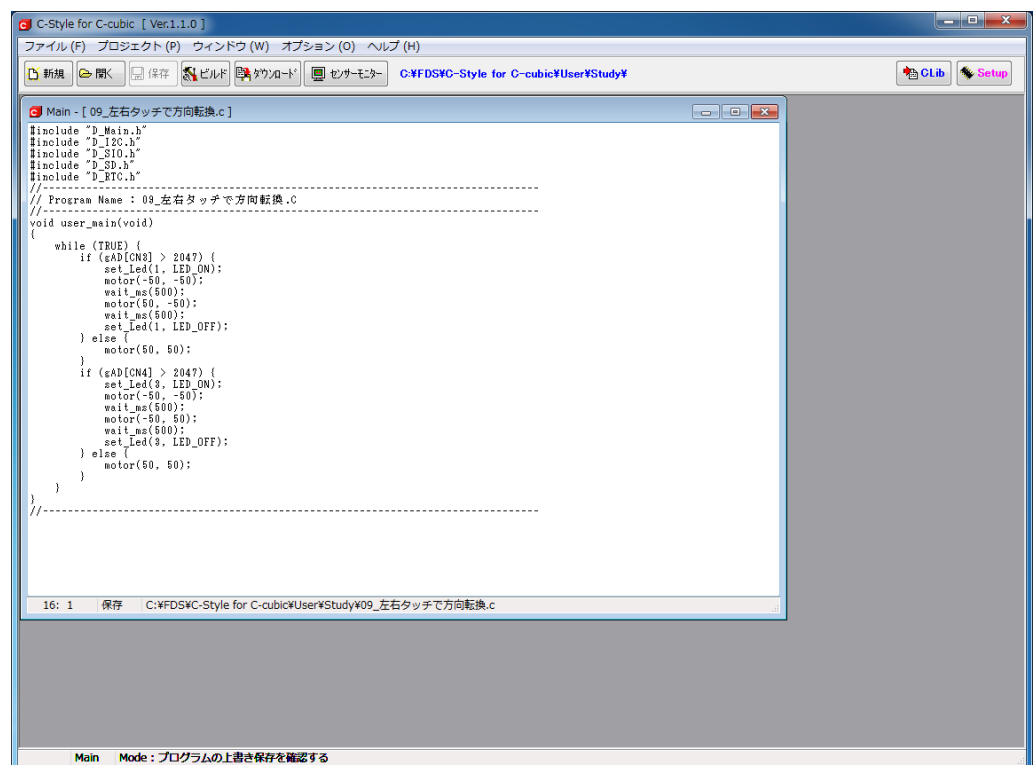 C-Style for C-cubic [ Ver.1.1.0 ]
ファイル (F) プロジェクト (P) ウィンドウ (W) オプション (O) ヘルプ (H)
新規 開く 保存 ビルド ダウンロード センサーモニター C:¥FDS¥C-Style for C-cubic¥User¥Study¥ CLib Setup
Main - [ 09_左右タッチで方向転換.c ]
#include "D_Main.h"
#include "D_I2C.h"
#include "D_SIO.h"
#include "D_SD.h"
#include "D_RTC.h"
//--------------------------------------------------------------------------------
// Program Name : 09_左右タッチで方向転換.C
//--------------------------------------------------------------------------------
void user_main(void)
{
    while (TRUE) {
        if (gAD[CN3] > 2047) {
            set_Led(1, LED_ON);
            motor(-50, -50);
            wait_ms(500);
            motor(50, -50);
            wait_ms(500);
            set_Led(1, LED_OFF);
        } else {
            motor(50, 50);
        }
        if (gAD[CN4] > 2047) {
            set_Led(3, LED_ON);
            motor(-50, -50);
            wait_ms(500);
            motor(-50, 50);
            wait_ms(500);
            set_Led(3, LED_OFF);
        } else {
            motor(50, 50);
        }
    }
}
//--------------------------------------------------------------------------------
16: 1 保存 C:¥FDS¥C-Style for C-cubic¥User¥Study¥09_左右タッチで方向転換.c
Main Mode : プログラムの上書き保存を確認する